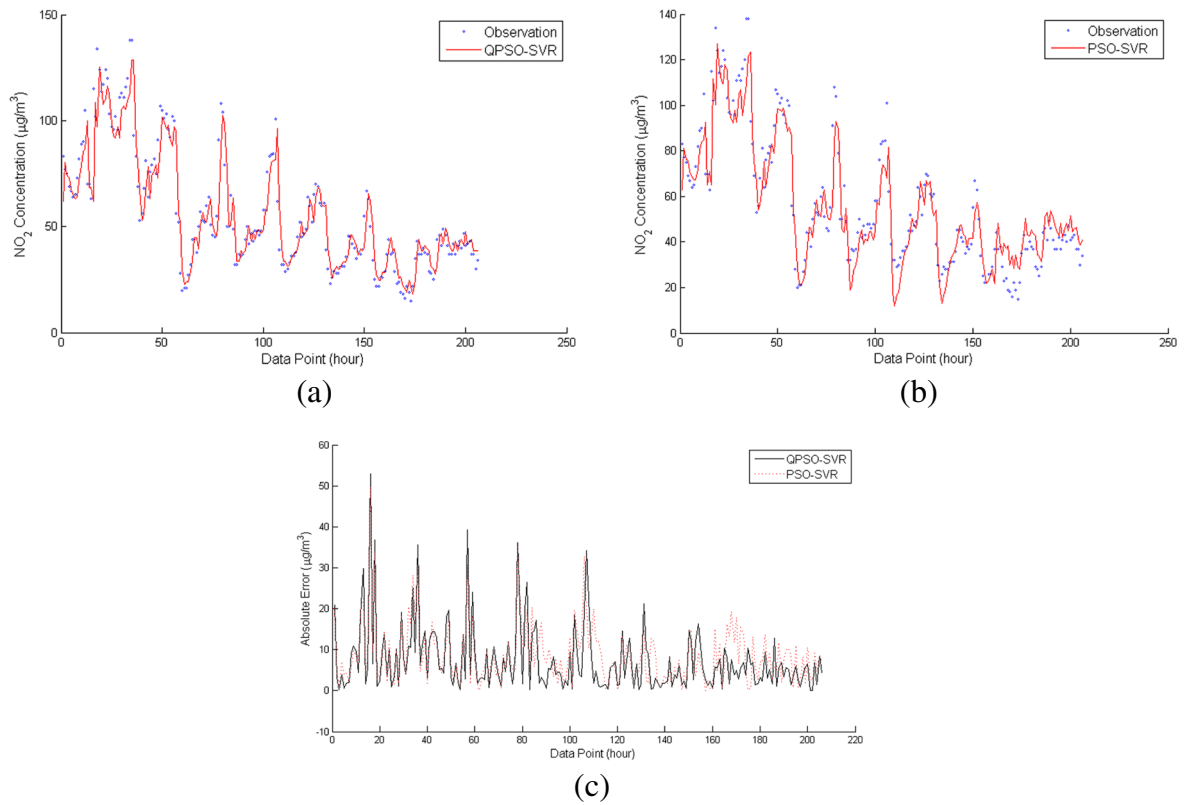 150
100
50
0
NO2 Concentration (µg/m3)
0 50 100 150 200 250
Data Point (hour)
Observation
QPSO-SVR
(a)
140
120
100
80
60
40
20
0
NO2 Concentration (µg/m3)
0 50 100 150 200 250
Data Point (hour)
Observation
PSO-SVR
(b)
60
50
40
30
20
10
0
-10
Absolute Error (µg/m3)
0 20 40 60 80 100 120 140 160 180 200 220
Data Point (hour)
QPSO-SVR
PSO-SVR
(c)